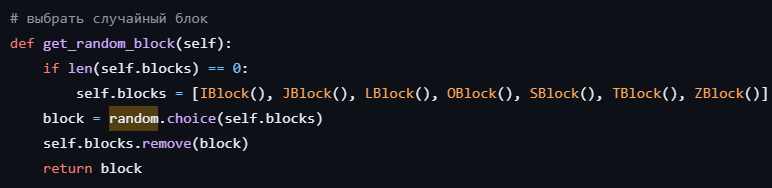 # выбрать случайный блок
def get_random_block(self):
    if len(self.blocks) == 0:
        self.blocks = [IBlock(), JBlock(), LBlock(), OBlock(), SBlock(), TBlock(), ZBlock()]
    block = random.choice(self.blocks)
    self.blocks.remove(block)
    return block